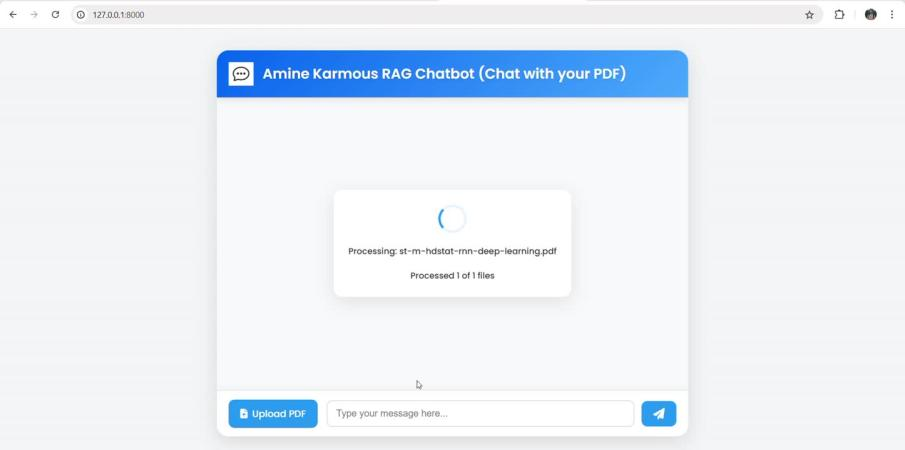 127.0.0.1:8000
Amine Karmous RAG Chatbot (Chat with your PDF)
Processing: st-m-hdstat-rnn-deep-learning.pdf
Processed 1 of 1 files
Upload PDF
Type your message here...